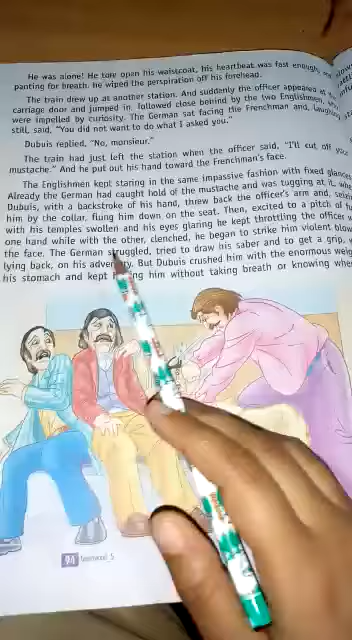 He was alone! He tore open his waistcoat, his heartbeat was fast enough,
panting for breath. he wiped the perspiration off his forehead.
The train drew up at another station. And suddenly the officer appeared at
carriage door and jumped in, followed close behind by the two Englishmen,
were impelled by curiosity. The German sat facing the Frenchman and,
still, said, "You did not want to do what I asked you."
Dubuis replied, "No, monsieur."
The train had just left the station when the officer said, "I'll cut off your
mustache." And he put out his hand toward the Frenchman's face.
The Englishmen kept staring in the same impassive fashion with fixed
Already the German had caught hold of the mustache and was tugging at it,
Dubuis, with a backstroke of his hand, threw back the officer's arm and,
him by the collar, flung him down on the seat. Then, excited to a pitch of
with his temples swollen and his eyes glaring he kept throttling the officer
one hand while with the other, clenched, he began to strike him violent
the face. The German struggled, tried to draw his saber and to get a grip,
lying back, on his But Dubuis crushed him with the enormous
his stomach and kept him without taking breath or knowing
94